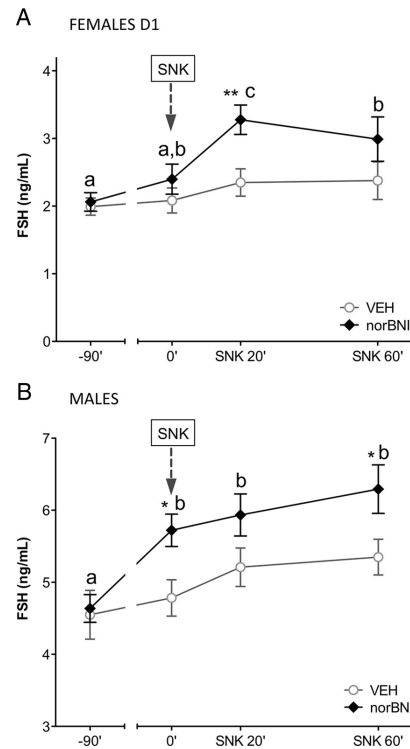 A
FEMALES D1
SNK
4
3
2
1
0
FSH (ng/mL)
a
a,b
** c
b
VEH
norBNI
-90'
0'
SNK 20'
SNK 60'
B
MALES
SNK
7
6
5
4
3
FSH (ng/mL)
a
* b
b
* b
VEH
norBN
-90'
0'
SNK 20'
SNK 60'